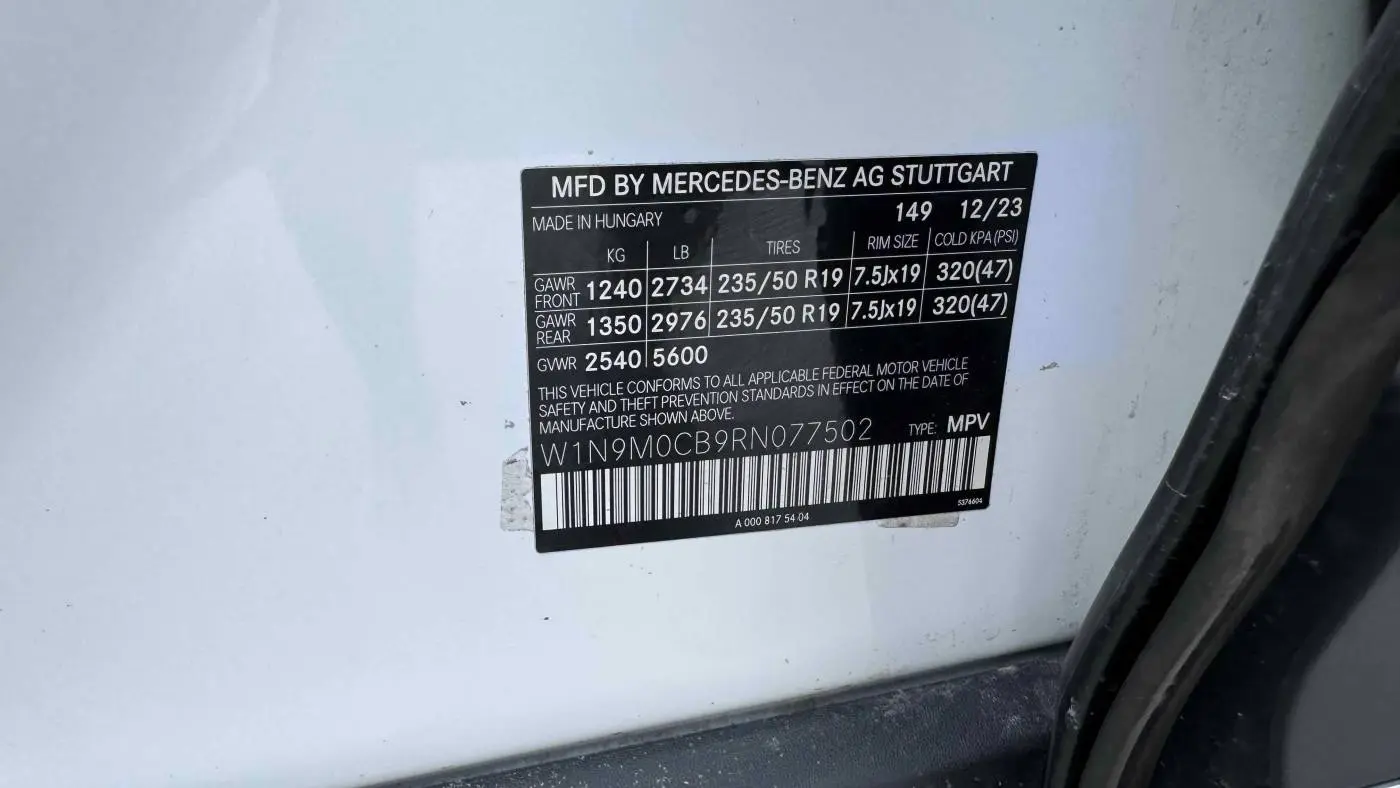 MFD BY MERCEDES-BENZ AG STUTTGART
MADE IN HUNGARY 149 12/23
KG LB TIRES RIM SIZE COLD KPA (PSI)
GAWR FRONT 1240 2734 235/50 R19 7.5Jx19 320(47)
GAWR REAR 1350 2976 235/50 R19 7.5Jx19 320(47)
GVWR 2540 5600
THIS VEHICLE CONFORMS TO ALL APPLICABLE FEDERAL MOTOR VEHICLE
SAFETY AND THEFT PREVENTION STANDARDS IN EFFECT ON THE DATE OF
MANUFACTURE SHOWN ABOVE.
W1N9M0CB9RN077502 TYPE: MPV
5376604
A 000 817 54 04